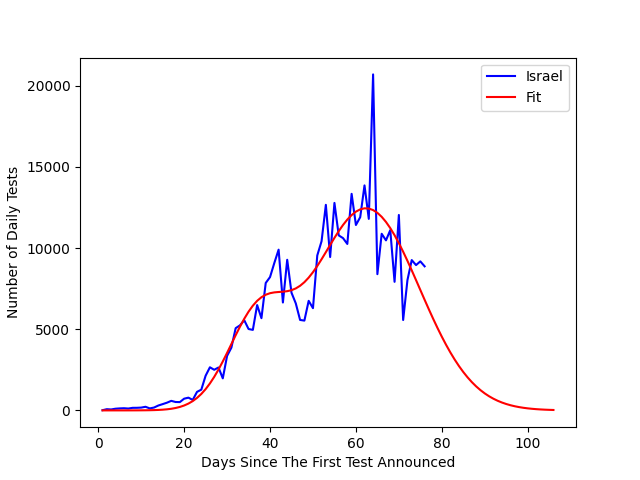 Israel
Fit
20000
15000
10000
5000
0
Number of Daily Tests
0 20 40 60 80 100
Days Since The First Test Announced